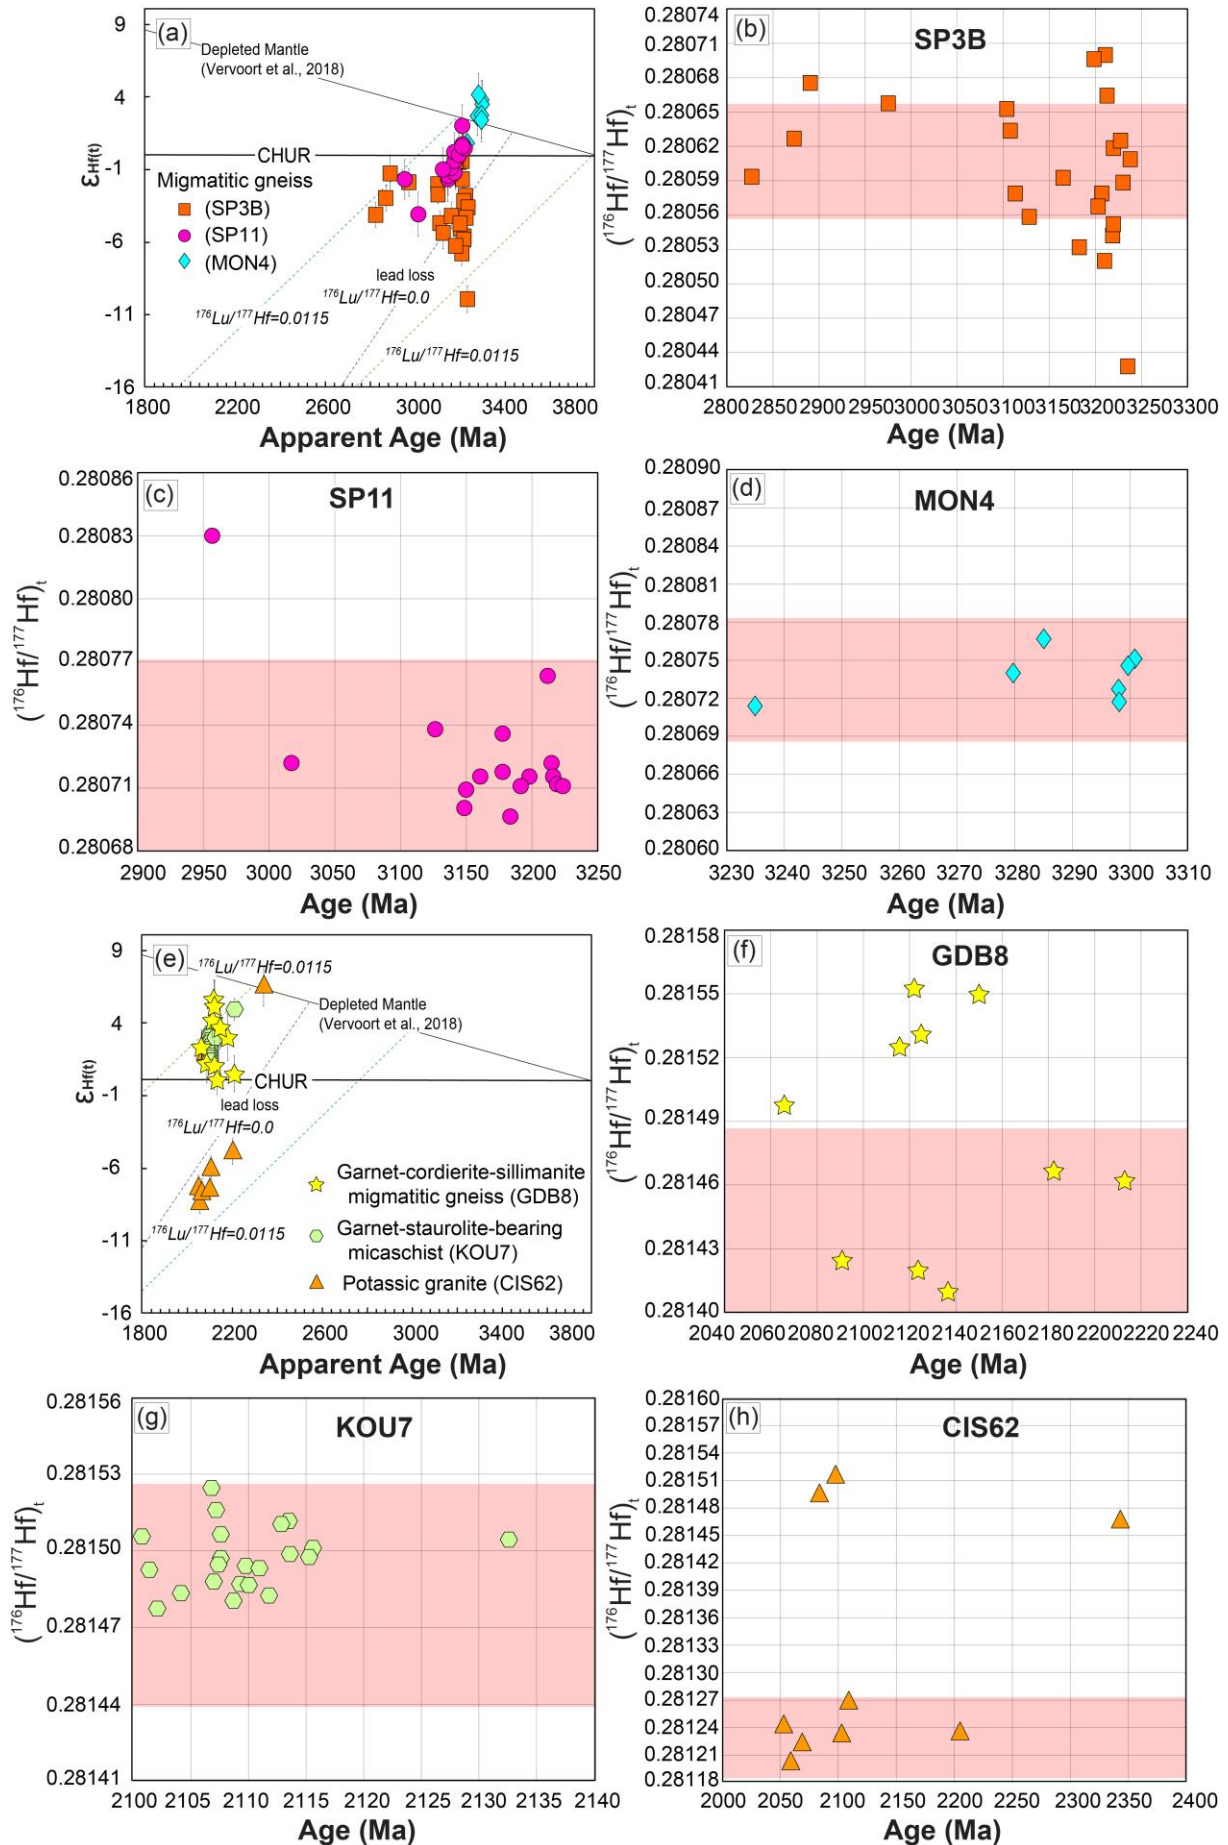 (a)
9
4
-1
-6
-11
-16
εHf(t)
Depleted Mantle
(Vervoort et al., 2018)
CHUR
Migmatitic gneiss
(SP3B)
(SP11)
(MON4)
lead loss
176Lu/177Hf=0.0
176Lu/177Hf=0.0115
176Lu/177Hf=0.0115
1800 2200 2600 3000 3400 3800
Apparent Age (Ma)
(b)
SP3B
0.28074
0.28071
0.28068
0.28065
0.28062
0.28059
0.28056
0.28053
0.28050
0.28047
0.28044
0.28041
(176Hf/177Hf)t
2800 2850 2900 2950 3000 3050 3100 3150 3200 3250 3300
Age (Ma)
(c)
SP11
0.28086
0.28083
0.28080
0.28077
0.28074
0.28071
0.28068
(176Hf/177Hf)t
2900 2950 3000 3050 3100 3150 3200 3250
Age (Ma)
(d)
MON4
0.28090
0.28087
0.28084
0.28081
0.28078
0.28075
0.28072
0.28069
0.28066
0.28063
0.28060
(176Hf/177Hf)t
3230 3240 3250 3260 3270 3280 3290 3300 3310
Age (Ma)
(e)
9
4
-1
-6
-11
-16
εHf(t)
176Lu/177Hf=0.0115
Depleted Mantle
(Vervoort et al., 2018)
CHUR
lead loss
176Lu/177Hf=0.0
176Lu/177Hf=0.0115
Garnet-cordierite-sillimanite
migmatitic gneiss (GDB8)
Garnet-staurolite-bearing
micaschist (KOU7)
Potassic granite (CIS62)
1800 2200 2600 3000 3400 3800
Apparent Age (Ma)
(f)
GDB8
0.28158
0.28155
0.28152
0.28149
0.28146
0.28143
0.28140
(176Hf/177Hf)t
2040 2060 2080 2100 2120 2140 2160 2180 2200 2220 2240
Age (Ma)
(g)
KOU7
0.28156
0.28153
0.28150
0.28147
0.28144
0.28141
(176Hf/177Hf)t
2100 2105 2110 2115 2120 2125 2130 2135 2140
Age (Ma)
(h)
CIS62
0.28160
0.28157
0.28154
0.28151
0.28148
0.28145
0.28142
0.28139
0.28136
0.28133
0.28130
0.28127
0.28124
0.28121
0.28118
(176Hf/177Hf)t
2000 2050 2100 2150 2200 2250 2300 2350 2400
Age (Ma)